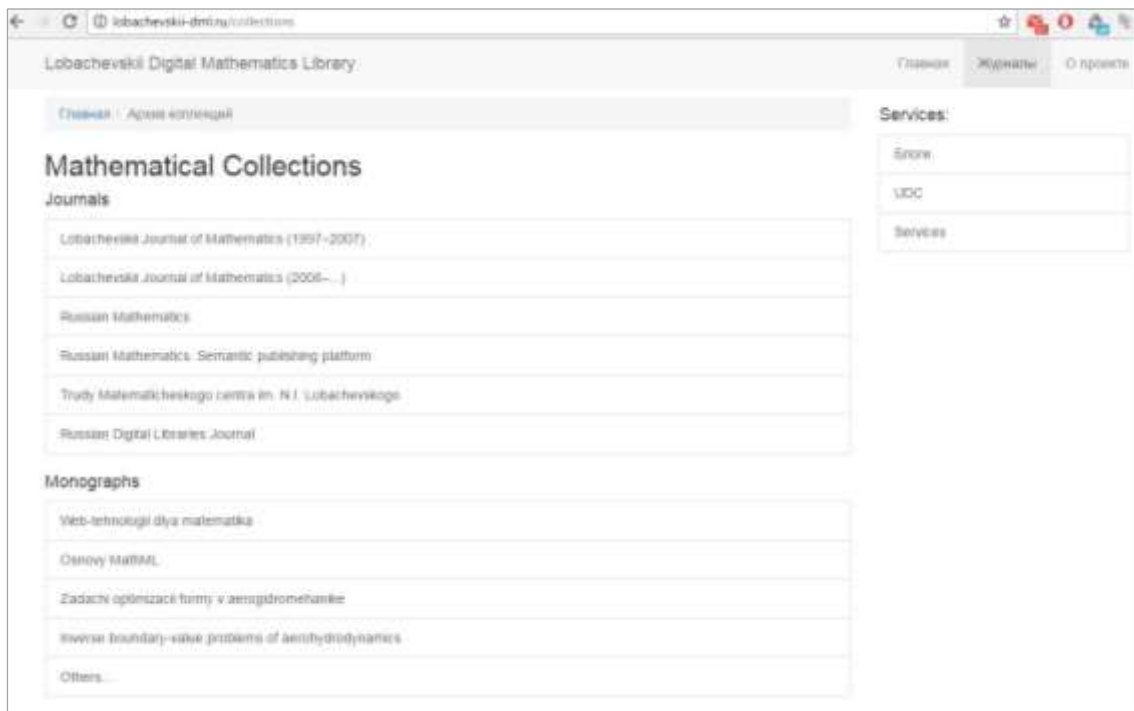 lobachevskii-dml.ru/collections
Lobachevskii Digital Mathematics Library
Главная Журналы О проекте
Главная / Архив коллекций
Services:
Блоги
UDC
Services
Mathematical Collections
Journals
Lobachevskii Journal of Mathematics (1997–2007)
Lobachevskii Journal of Mathematics (2008–...)
Russian Mathematics
Russian Mathematics. Semantic publishing platform
Trudy Matematicheskogo centra im. N.I. Lobachevskogo
Russian Digital Libraries Journal
Monographs
Web-tehnologii dlya matematika
Osnovy MathML
Zadachi optimizacii formy v aerogidromehanike
Inverse boundary-value problems of aerohydrodynamics
Others...